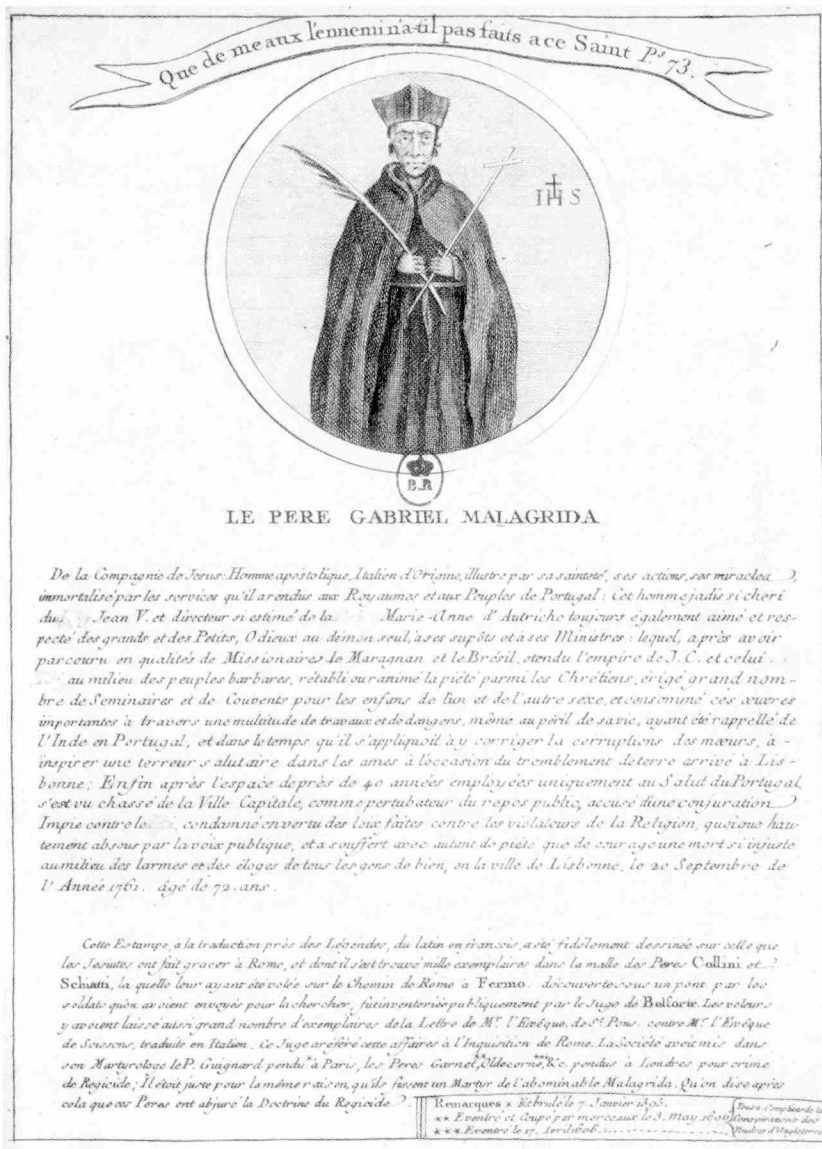 Que de meaux l'ennemi n'a-t-il pas faits a ce Saint Ps 73.
IHS
B.R
LE PERE GABRIEL MALAGRIDA
De la Compagnie de Jesus: Homme apostolique, Italien d'Origine, illustre par sa sainteté, ses actions, ses miracles,
immortalisé par les services qu'il a rendus aux Royaumes et aux Peuples de Portugal: Cet homme jadis si cheri
du Jean V. et directeur si estimé de la Marie-Anne d'Autriche toujours également aimé et res-
pecté des grands et des Petits, Odieux au démon seul, à ses supôts et à ses Ministres: lequel, après avoir
parcouru en qualités de Missionaire le Maragnan et le Brésil, etendu l'empire de J.C. et celui
au milieu des peuples barbares, rétabli ou ranimé la piété parmi les Chrétiens, érigé grand nom-
bre de Seminaires et de Couvents pour les enfans de l'un et de l'autre sexe, et consommé ces œuvres
importantes à travers une multitude de travaux et de dangers, même au péril de sa vie, ayant été rappellé de
l'Inde en Portugal, et dans le temps qu'il s'appliquoit à y corriger la corruptions des mœurs, à-
inspirer une terreur salutaire dans les ames à l'occasion du tremblement de terre arrivé à Lis-
bonne; Enfin après l'espace de près de 40 années employées uniquement au Salut du Portugal,
s'est vu chassé de la Ville Capitale, comme pertubateur du repos public, accusé d'une conjuration
Impie contre le condamné en vertu des loix faites contre les violateurs de la Religion, quoique hau-
tement absous par la voix publique, et a souffert avec autant de piété que de courage une mort si injuste
au milieu des larmes et des éloges de tous les gens de bien, en la ville de Lisbonne, le 20 Septembre de
l'Anneé 1761. âgé de 72. ans.
Cette Estampe, à la traduction près des Légendes, du latin en francois, a été fidélement dessinée sur celle que
les Jesuites ont fait graver à Rome, et dont il s'est trouvé mille exemplaires dans la malle des Peres Collini et
Schiatti, la quelle leur ayant été volée sur le Chemin de Rome à Fermo. découverte sous un pont par les
soldats qu'on avoient envoyés pour la chercher, fut inventoriée publiquement par le Juge de Belforte. Les voleurs
y avoient laissé aussi grand nombre d'exemplaires de la Lettre de Mr. l'Evêque, de St. Pons. contre Mr. l'Evêque
de Soissons, traduite en Italien. Ce Juge a référé cette affaires à l'Inquisition de Rome. La Société avoit mis dans
son Martyrologe le P. Guignard pendu* à Paris, les Peres Garnet,** Oldecorne,*** &c. pendus à Londres pour crime
de Regicide; Il étoit juste pour la même raison, qu'ils fissent un Martyr de l'abominable Malagrida. Qu'on dise après
cela que ces Peres ont abjuré la Doctrine du Regicide
Remarques * Et brulé le 7. Janvier 1595.
** Eventré et Coupé par morceaux le 3. May 1606
*** Eventré le 17. Avril 1606
Tous 2 Complices de la
Conspirations des
Poudres d'Angleterre